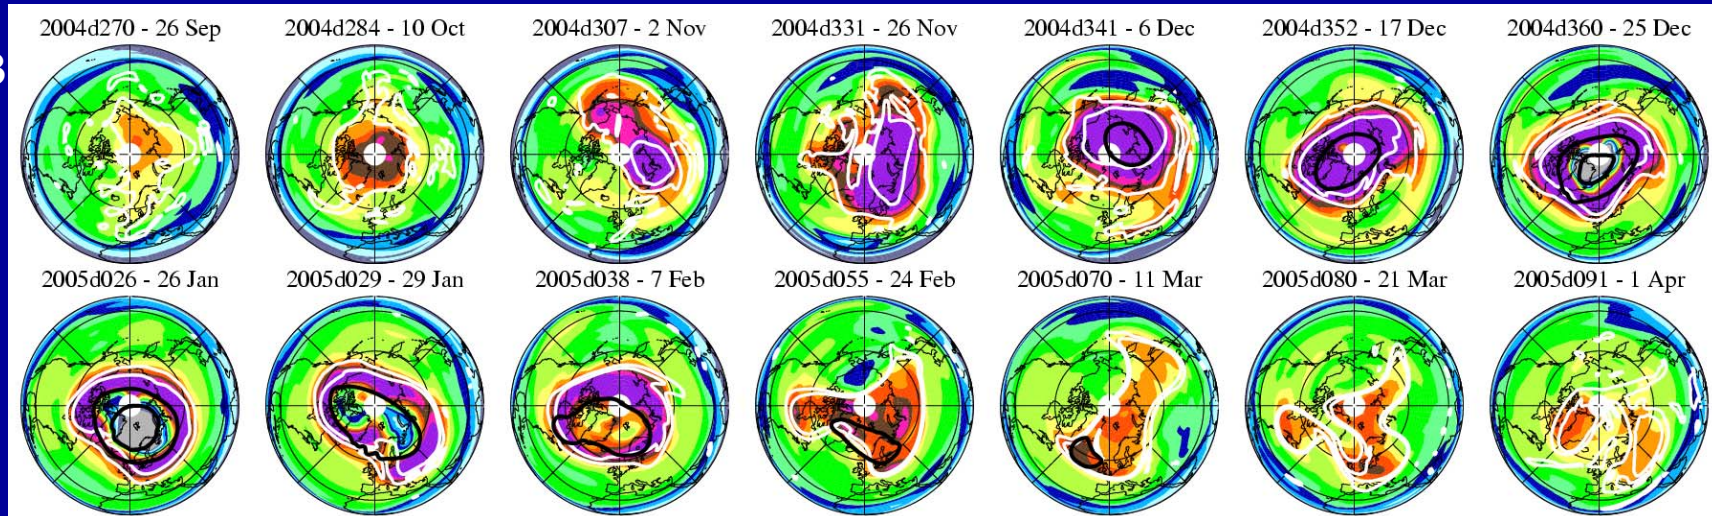 2004d270 - 26 Sep
2004d284 - 10 Oct
2004d307 - 2 Nov
2004d331 - 26 Nov
2004d341 - 6 Dec
2004d352 - 17 Dec
2004d360 - 25 Dec
2005d026 - 26 Jan
2005d029 - 29 Jan
2005d038 - 7 Feb
2005d055 - 24 Feb
2005d070 - 11 Mar
2005d080 - 21 Mar
2005d091 - 1 Apr